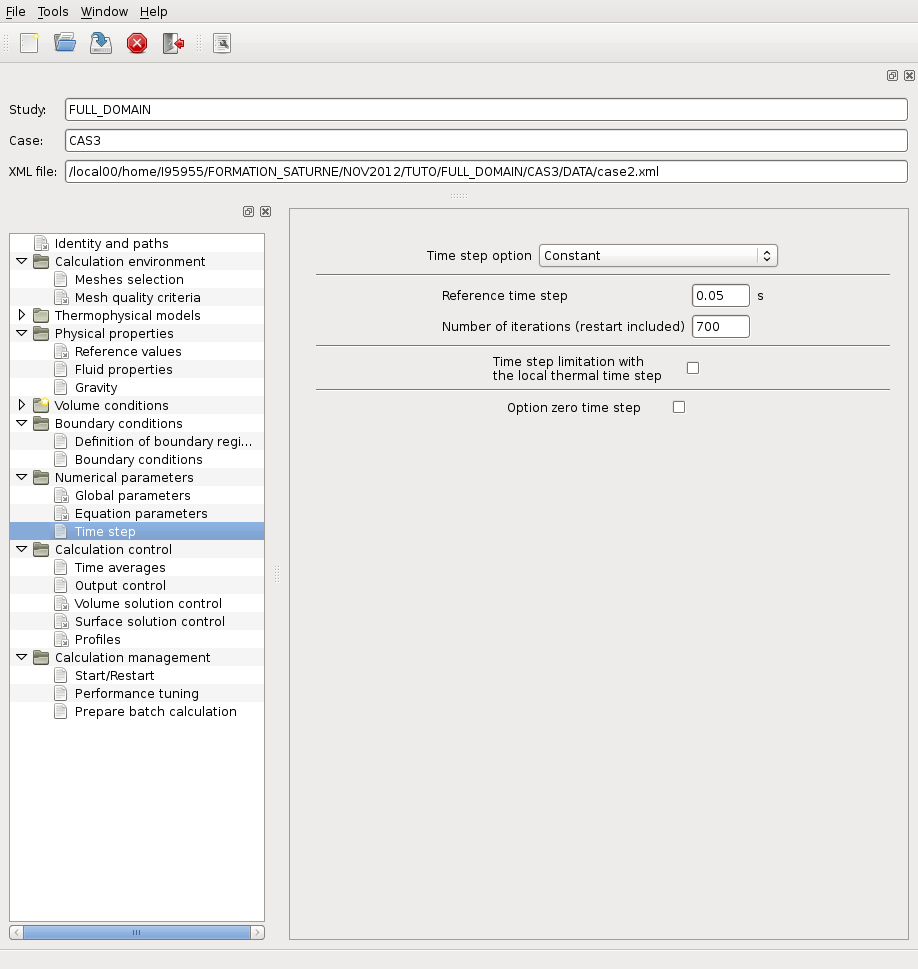 File Tools Window Help
Study: FULL_DOMAIN
Case: CAS3
XML file: /local00/home/I95955/FORMATION_SATURNE/NOV2012/TUTO/FULL_DOMAIN/CAS3/DATA/case2.xml
Identity and paths
Calculation environment
Meshes selection
Mesh quality criteria
Thermophysical models
Physical properties
Reference values
Fluid properties
Gravity
Volume conditions
Boundary conditions
Definition of boundary regi...
Boundary conditions
Numerical parameters
Global parameters
Equation parameters
Time step
Calculation control
Time averages
Output control
Volume solution control
Surface solution control
Profiles
Calculation management
Start/Restart
Performance tuning
Prepare batch calculation
Time step option Constant
Reference time step 0.05 s
Number of iterations (restart included) 700
Time step limitation with
the local thermal time step
Option zero time step